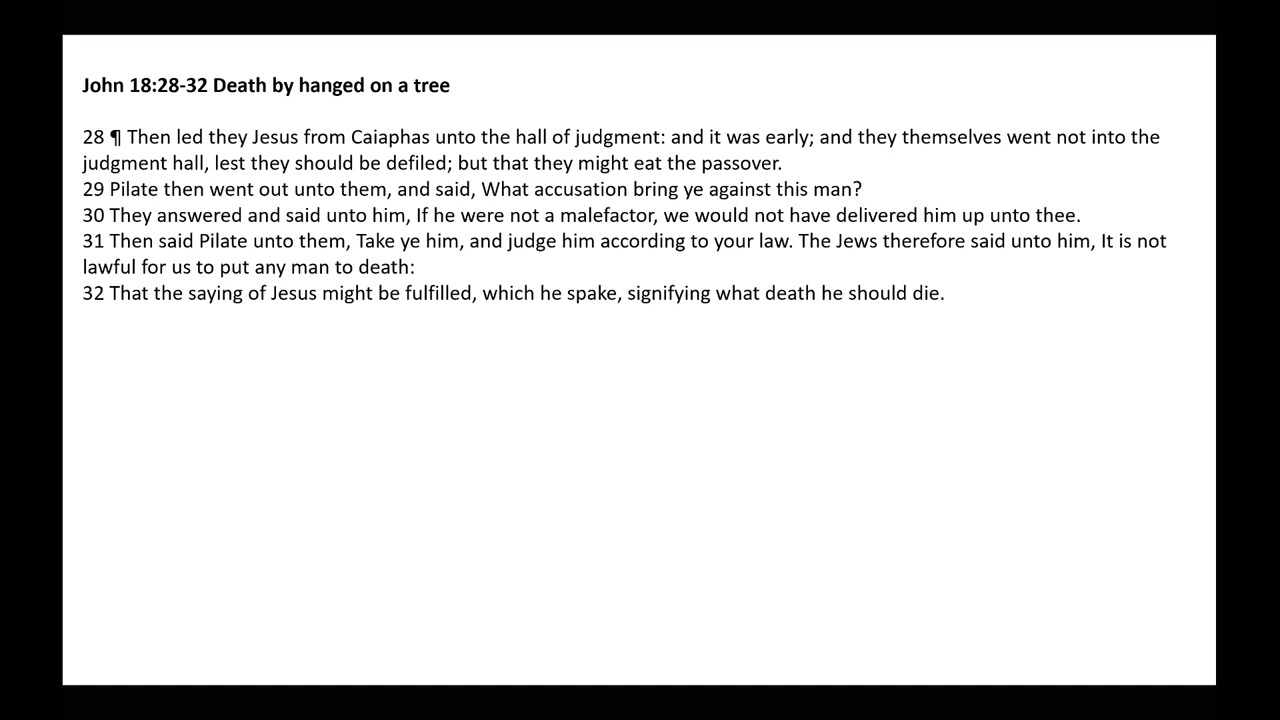 John 18:28-32 Death by hanged on a tree
28 ¶ Then led they Jesus from Caiaphas unto the hall of judgment: and it was early; and they themselves went not into the
judgment hall, lest they should be defiled; but that they might eat the passover.
29 Pilate then went out unto them, and said, What accusation bring ye against this man?
30 They answered and said unto him, If he were not a malefactor, we would not have delivered him up unto thee.
31 Then said Pilate unto them, Take ye him, and judge him according to your law. The Jews therefore said unto him, It is not
lawful for us to put any man to death:
32 That the saying of Jesus might be fulfilled, which he spake, signifying what death he should die.